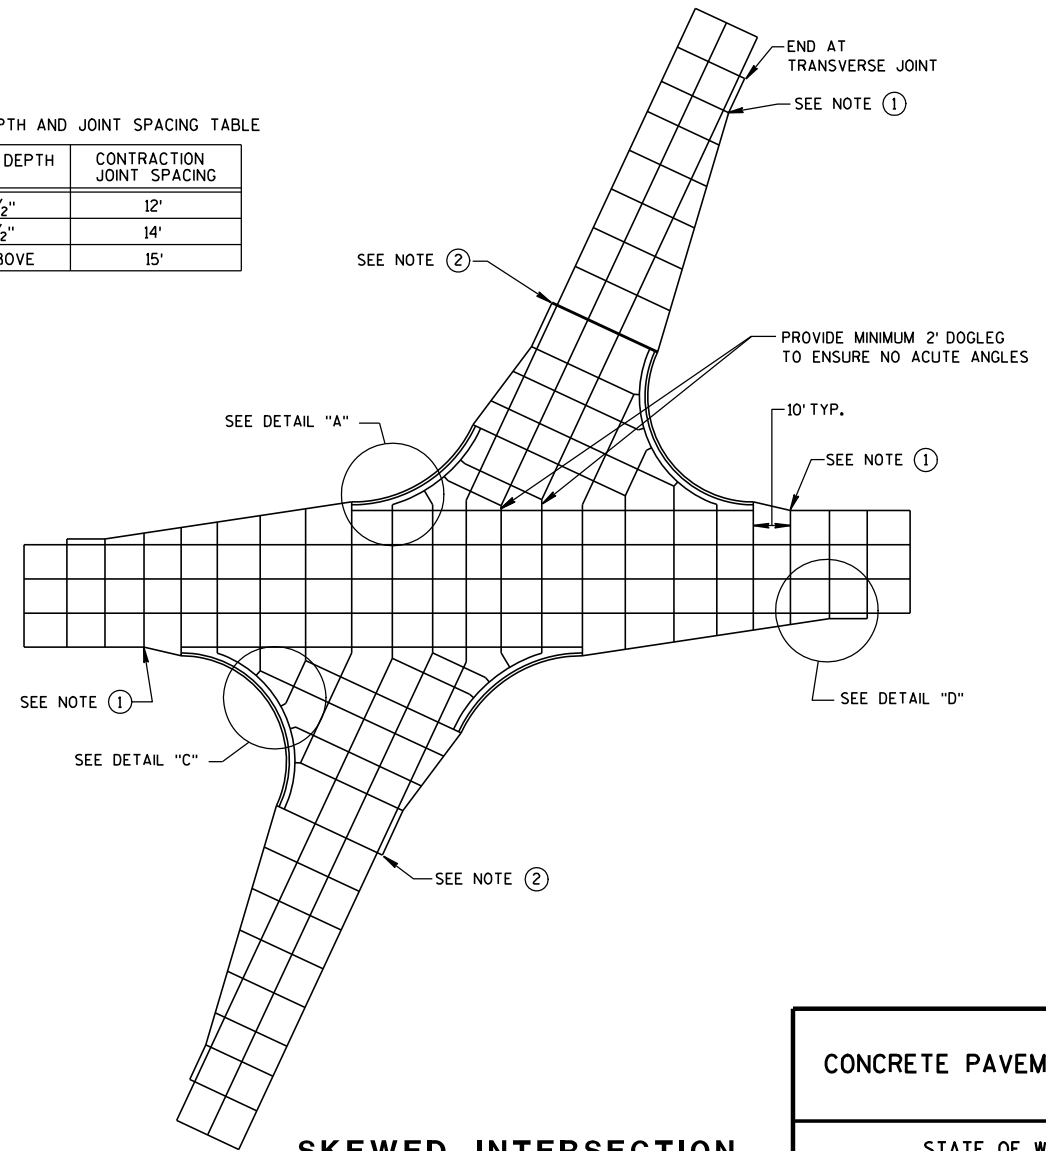 END AT
TRANSVERSE JOINT
SEE NOTE 1
PTH AND JOINT SPACING TABLE
DEPTH
CONTRACTION
JOINT SPACING
/2" 12'
/2" 14'
BOVE 15'
SEE NOTE 2
PROVIDE MINIMUM 2' DOGLEG
TO ENSURE NO ACUTE ANGLES
10' TYP.
SEE DETAIL "A"
SEE NOTE 1
SEE NOTE 1
SEE DETAIL "D"
SEE DETAIL "C"
SEE NOTE 2
CONCRETE PAVEM
SKEWED INTERSECTION
STATE OF W